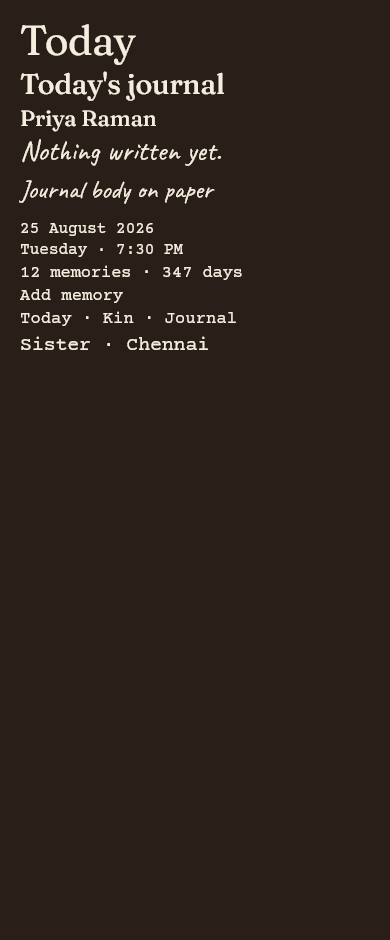 Today
Today's journal
Priya Raman
Nothing written yet.
Journal body on paper
25 August 2026
Tuesday · 7:30 PM
12 memories · 347 days
Add memory
Today · Kin · Journal
Sister · Chennai